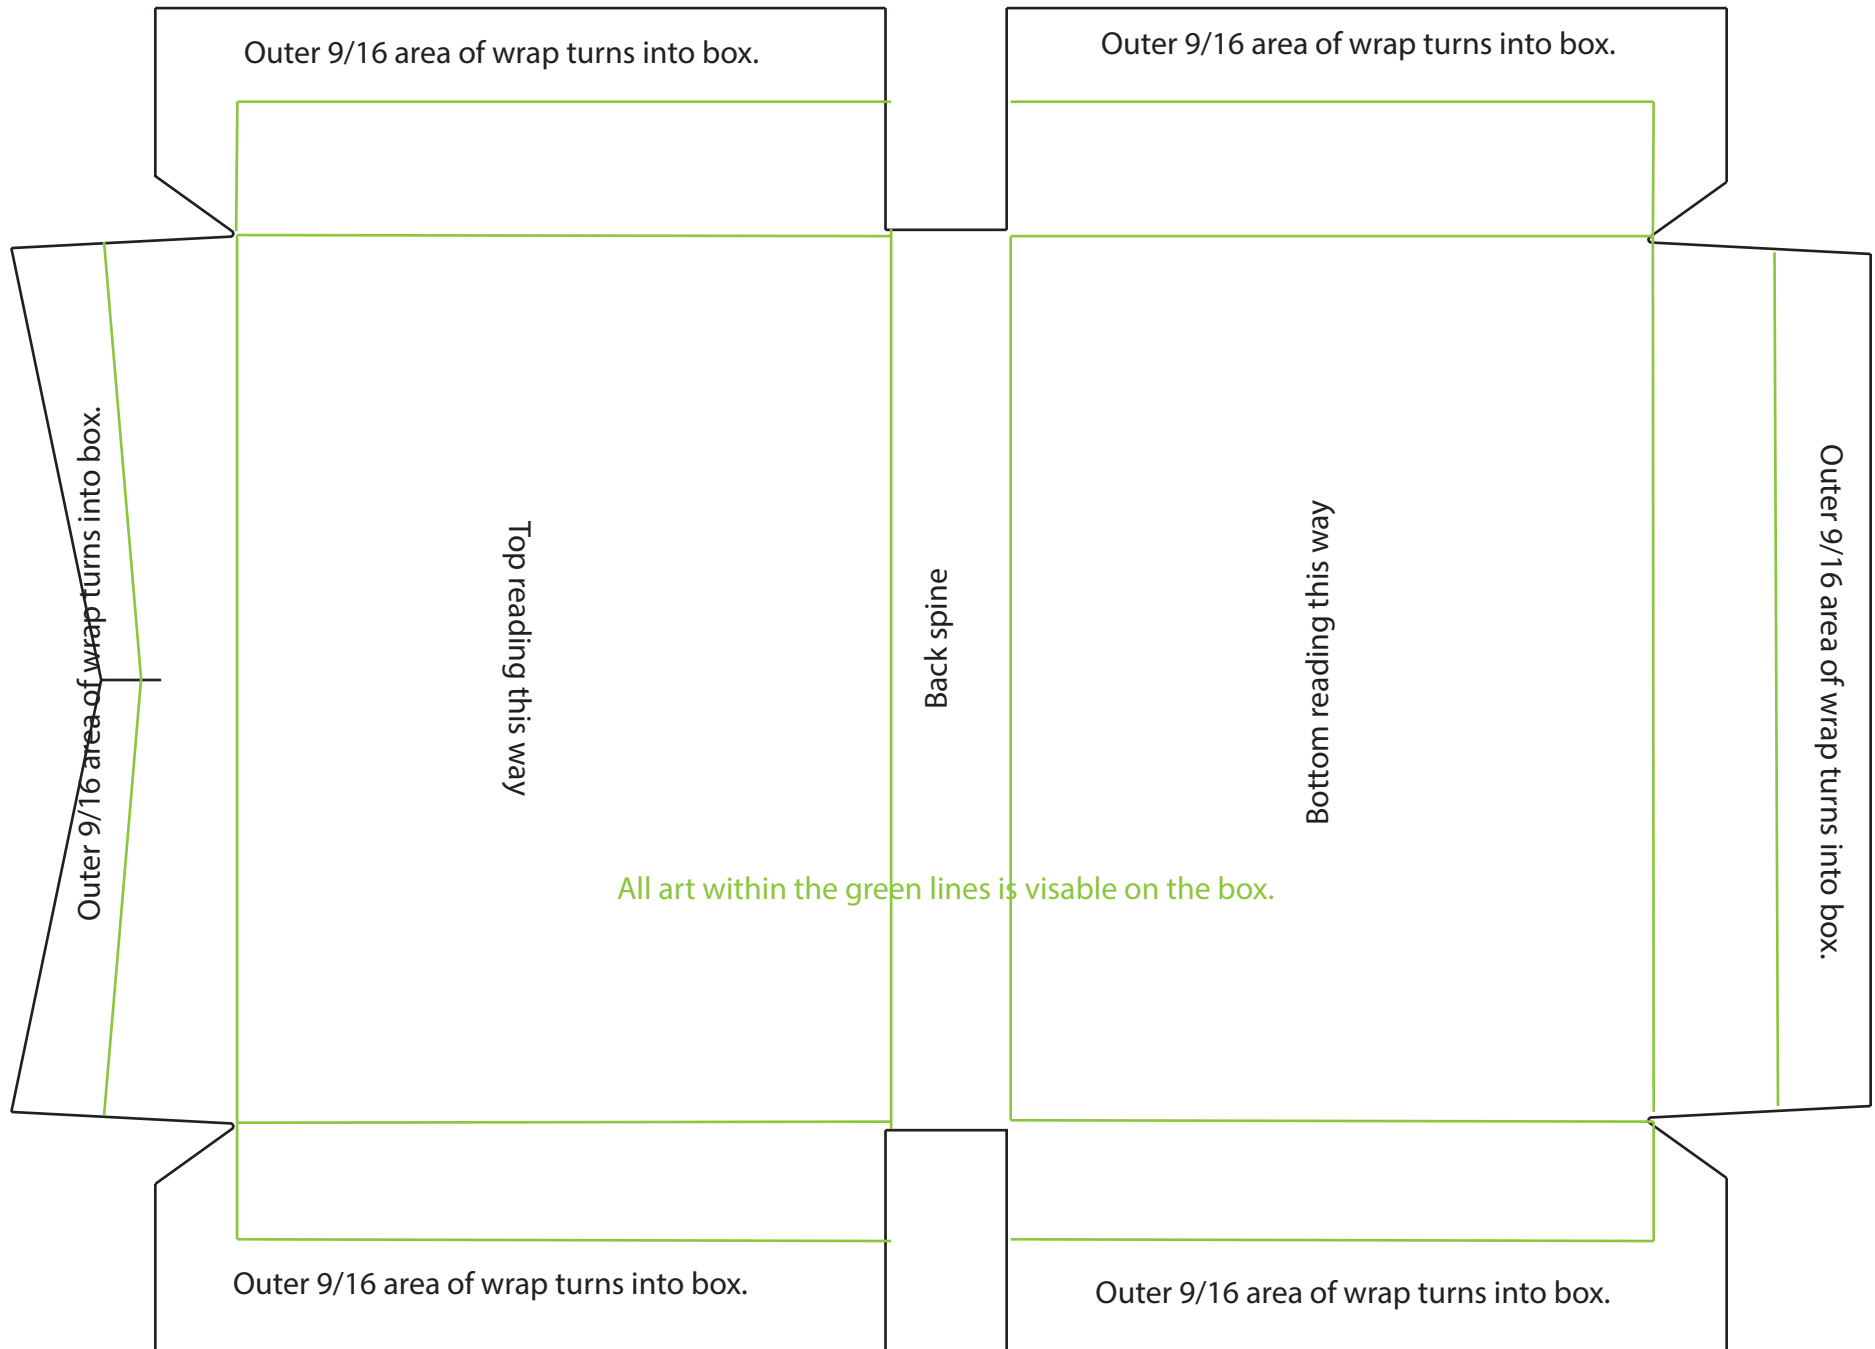 Outer 9/16 area of wrap turns into box.
Outer 9/16 area of wrap turns into box.
Outer 9/16 area of wrap turns into box.
Top reading this way
Back spine
Bottom reading this way
Outer 9/16 area of wrap turns into box.
All art within the green lines is visable on the box.
Outer 9/16 area of wrap turns into box.
Outer 9/16 area of wrap turns into box.